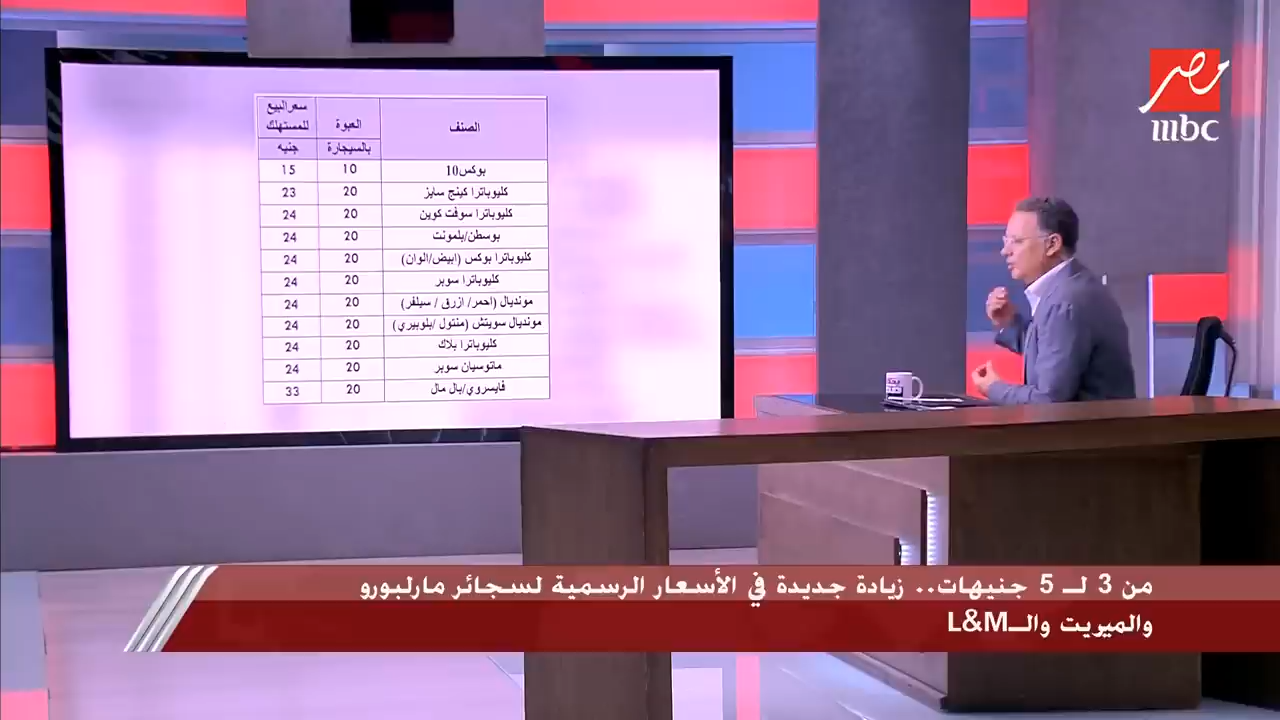 مصر
mbc
الصنف العبوة سعر البيع للمستهلك
بالسيجارة جنيه
بوكس10 10 15
كليوباترا كينج سايز 20 23
كليوباترا سوفت كوين 20 24
بوسطن/بلمونت 20 24
كليوباترا بوكس (ابيض/الوان) 20 24
كليوباترا سوبر 20 24
مونديال (احمر/ ازرق / سيلفر) 20 24
مونديال سويتش (منتول /بلوبيري) 20 24
كليوباترا بلاك 20 24
ماتوسيان سوبر 20 24
فايسروي/بال مال 20 33
من 3 لـ 5 جنيهات.. زيادة جديدة في الأسعار الرسمية لسجائر مارلبورو
والميريت والـL&M